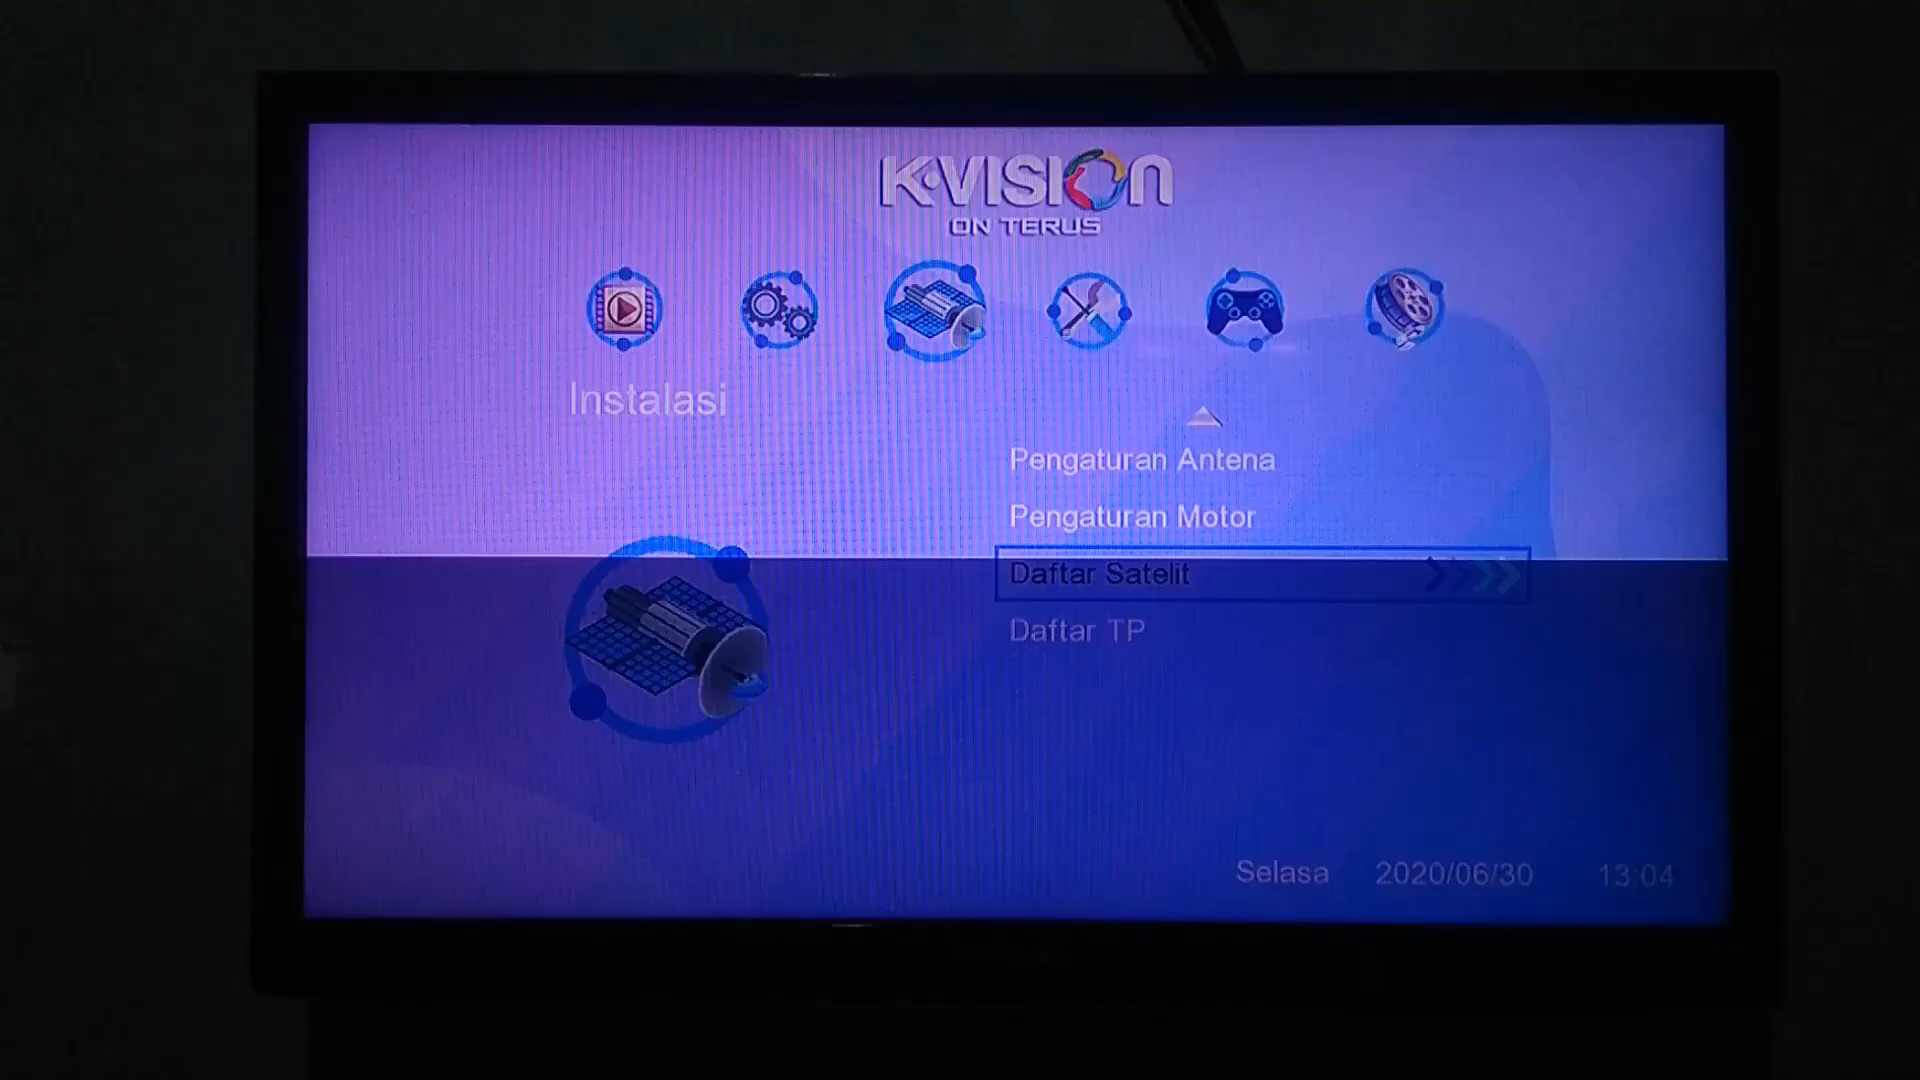 K-VISION
ON TERUS
Instalasi
Pengaturan Antena
Pengaturan Motor
Daftar Satelit
Daftar TP
Selasa 2020/06/30 13:04